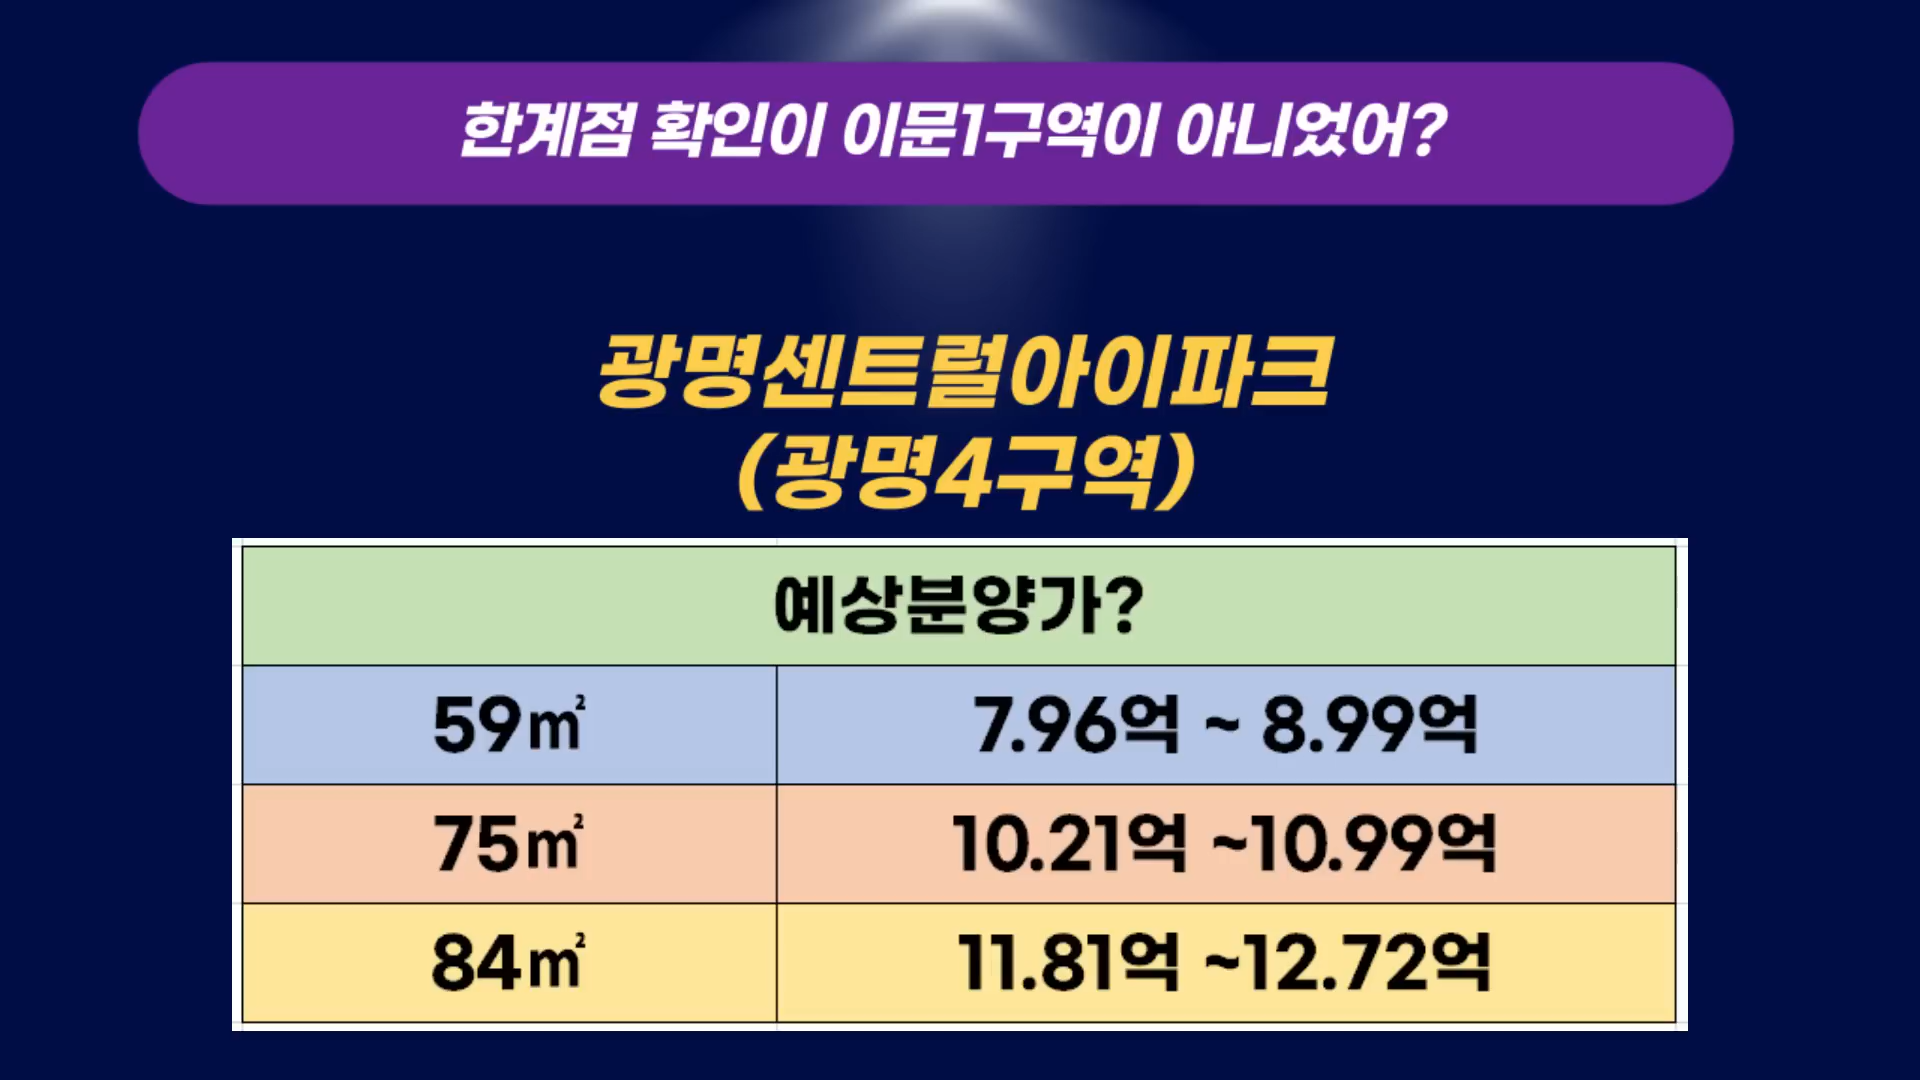 한계점 확인이 이문1구역이 아니었어?
광명센트럴아이파크
(광명4구역)
예상분양가?
59㎡ 7.96억 ~ 8.99억
75㎡ 10.21억 ~10.99억
84㎡ 11.81억 ~12.72억